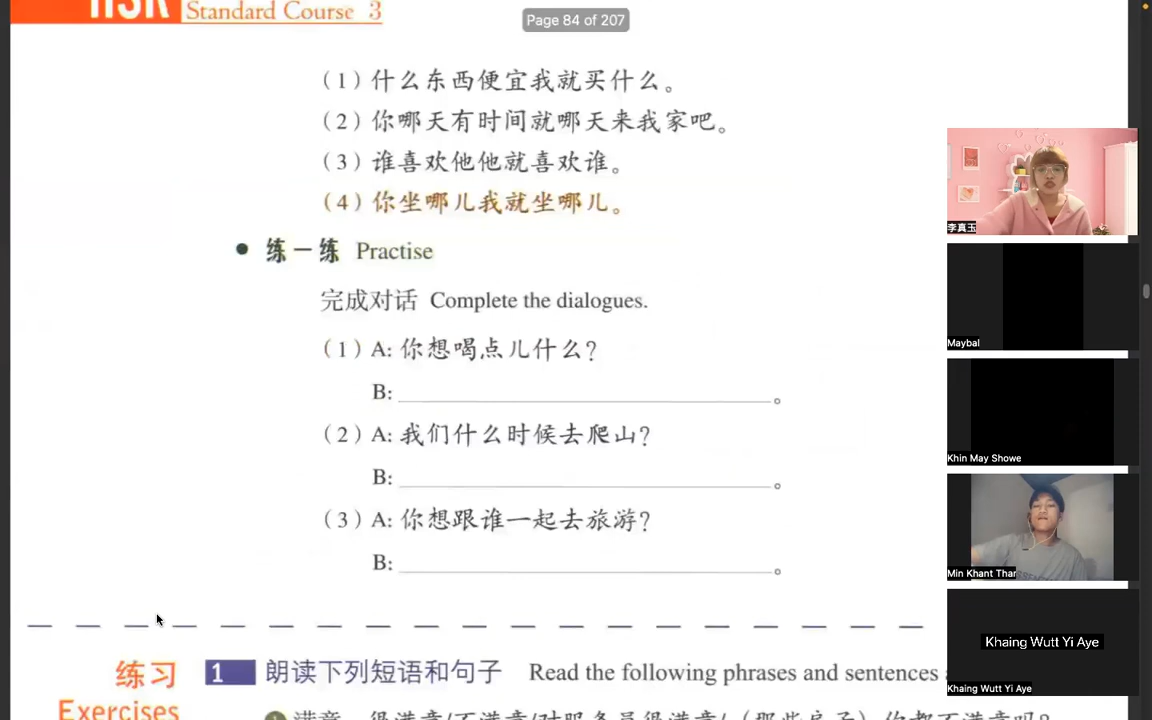 HSK Standard Course 3
Page 84 of 207
(1) 什么东西便宜我就买什么。
(2) 你哪天有时间就哪天来我家吧。
(3) 谁喜欢他他就喜欢谁。
(4) 你坐哪儿我就坐哪儿。
● 练一练 Practise
完成对话 Complete the dialogues.
(1) A: 你想喝点儿什么?
B: 。
(2) A: 我们什么时候去爬山?
B: 。
(3) A: 你想跟谁一起去旅游?
B: 。
练习 1 朗读下列短语和句子 Read the following phrases and sentences
Exercises
李真玉
Maybal
Khin May Showe
Min Khant Thar
Khaing Wutt Yi Aye
Khaing Wutt Yi Aye